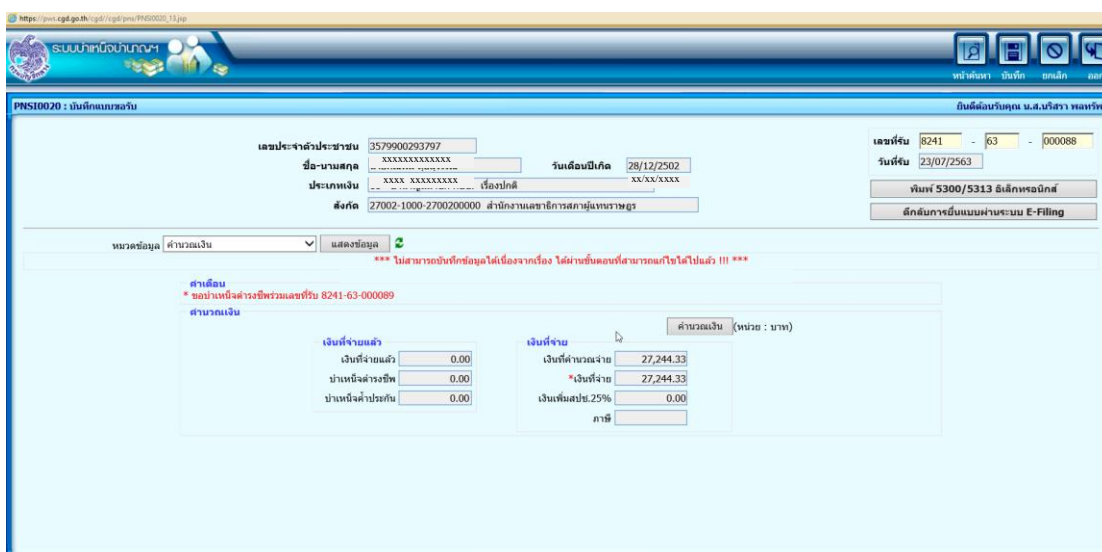 https://pws.cgd.go.th/cgd//cgd/pns/PNSI0020_13.jsp
ระบบบำเหน็จบำนาญฯ
หน้าค้นหา บันทึก ยกเลิก ออก
PNSI0020 : บันทึกแบบขอรับ ยินดีต้อนรับคุณ น.ส.บริสรา พลทรัพ
เลขประจำตัวประชาชน 3579900293797 เลขที่รับ 8241 - 63 - 000088
ชื่อ-นามสกุล xxxxxxxxxxxxx วันเดือนปีเกิด 28/12/2502 วันที่รับ 23/07/2563
ประเภทเงิน xxxx xxxxxxxxx เรื่องปกติ xx/xx/xxxx พิมพ์ 5300/5313 อิเล็กทรอนิกส์
สังกัด 27002-1000-2700200000 สำนักงานเลขาธิการสภาผู้แทนราษฎร ตีกลับการยื่นแบบผ่านระบบ E-Filing
หมวดข้อมูล คำนวณเงิน แสดงข้อมูล
*** ไม่สามารถบันทึกข้อมูลได้เนื่องจากเรื่อง ได้ผ่านขั้นตอนที่สามารถแก้ไขได้ไปแล้ว !!! ***
คำเตือน
* ขอบำเหน็จดำรงชีพร่วมเลขที่รับ 8241-63-000089
คำนวณเงิน
คำนวณเงิน (หน่วย : บาท)
เงินที่จ่ายแล้ว เงินที่จ่าย
เงินที่จ่ายแล้ว 0.00 เงินที่คำนวณจ่าย 27,244.33
บำเหน็จดำรงชีพ 0.00 *เงินที่จ่าย 27,244.33
บำเหน็จค้ำประกัน 0.00 เงินเพิ่มสปช.25% 0.00
ภาษี